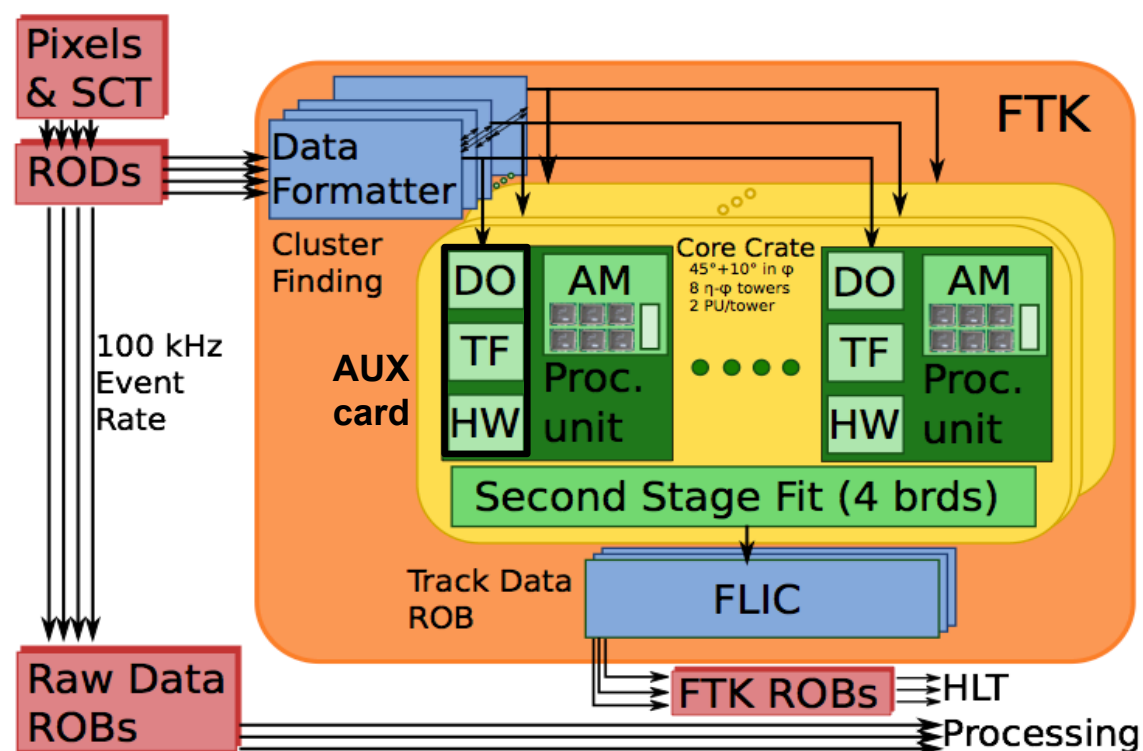 Pixels
& SCT
RODs
FTK
Data
Formatter
Cluster
Finding
100 kHz
Event
Rate
AUX
card
DO
TF
HW
AM
Proc.
unit
Core Crate
45°+10° in φ
8 η-φ towers
2 PU/tower
DO
TF
HW
AM
Proc.
unit
Second Stage Fit (4 brds)
Track Data
ROB
FLIC
Raw Data
ROBs
FTK ROBs
HLT
Processing